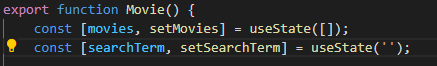 export function Movie() {
    const [movies, setMovies] = useState([]);
    const [searchTerm, setSearchTerm] = useState('');